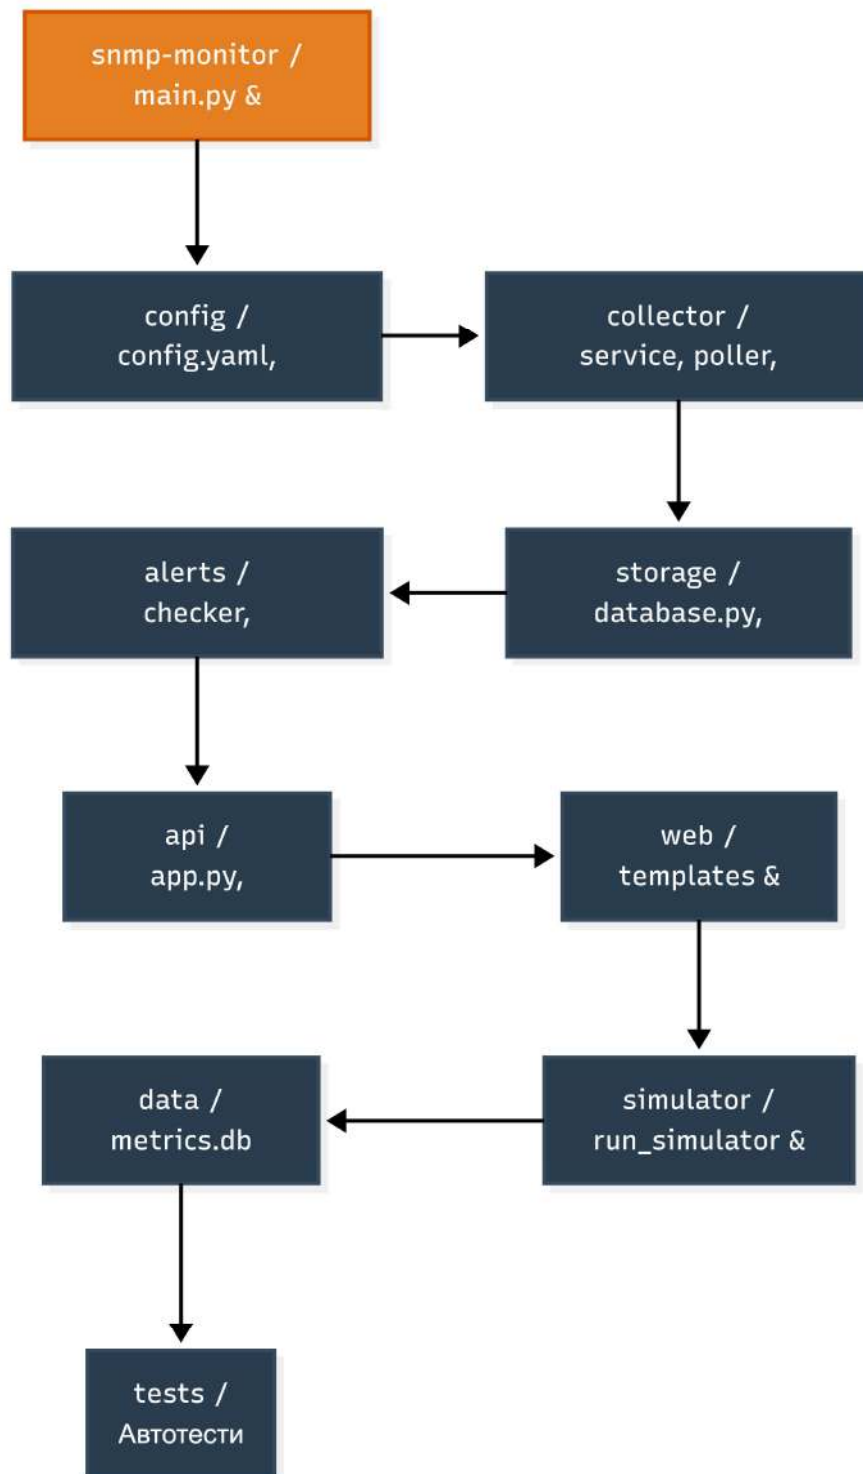 snmp-monitor /
main.py &
config /
config.yaml,
collector /
service, poller,
storage /
database.py,
alerts /
checker,
api /
app.py,
web /
templates &
simulator /
run_simulator &
data /
metrics.db
tests /
Автотести